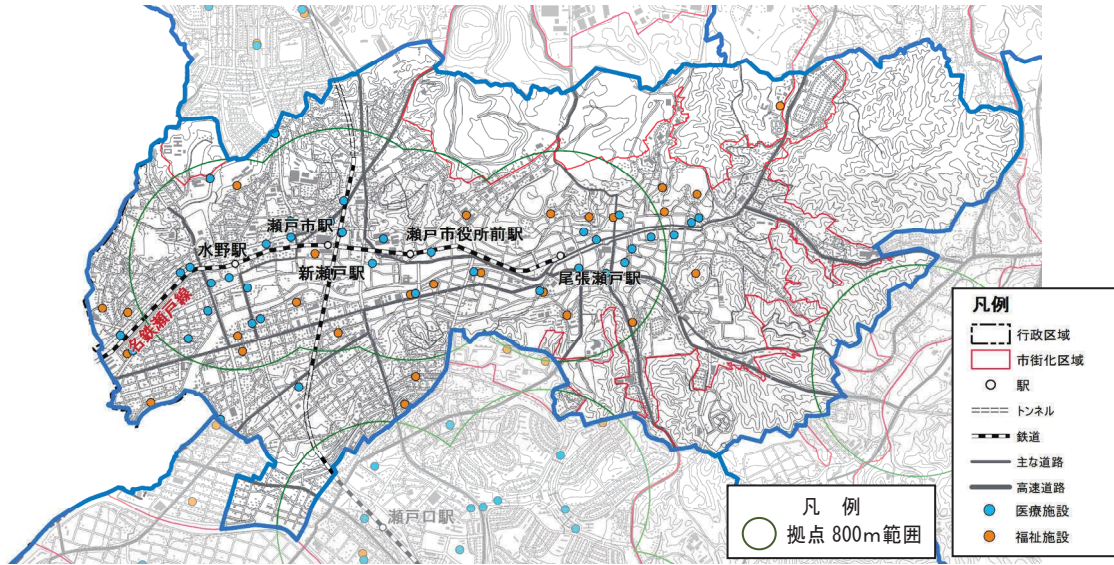 瀬戸市駅
水野駅
瀬戸市役所前駅
新瀬戸駅
尾張瀬戸駅
名鉄瀬戸線
瀬戸口駅
凡　例
拠点 800m範囲
凡例
行政区域
市街化区域
駅
トンネル
鉄道
主な道路
高速道路
医療施設
福祉施設